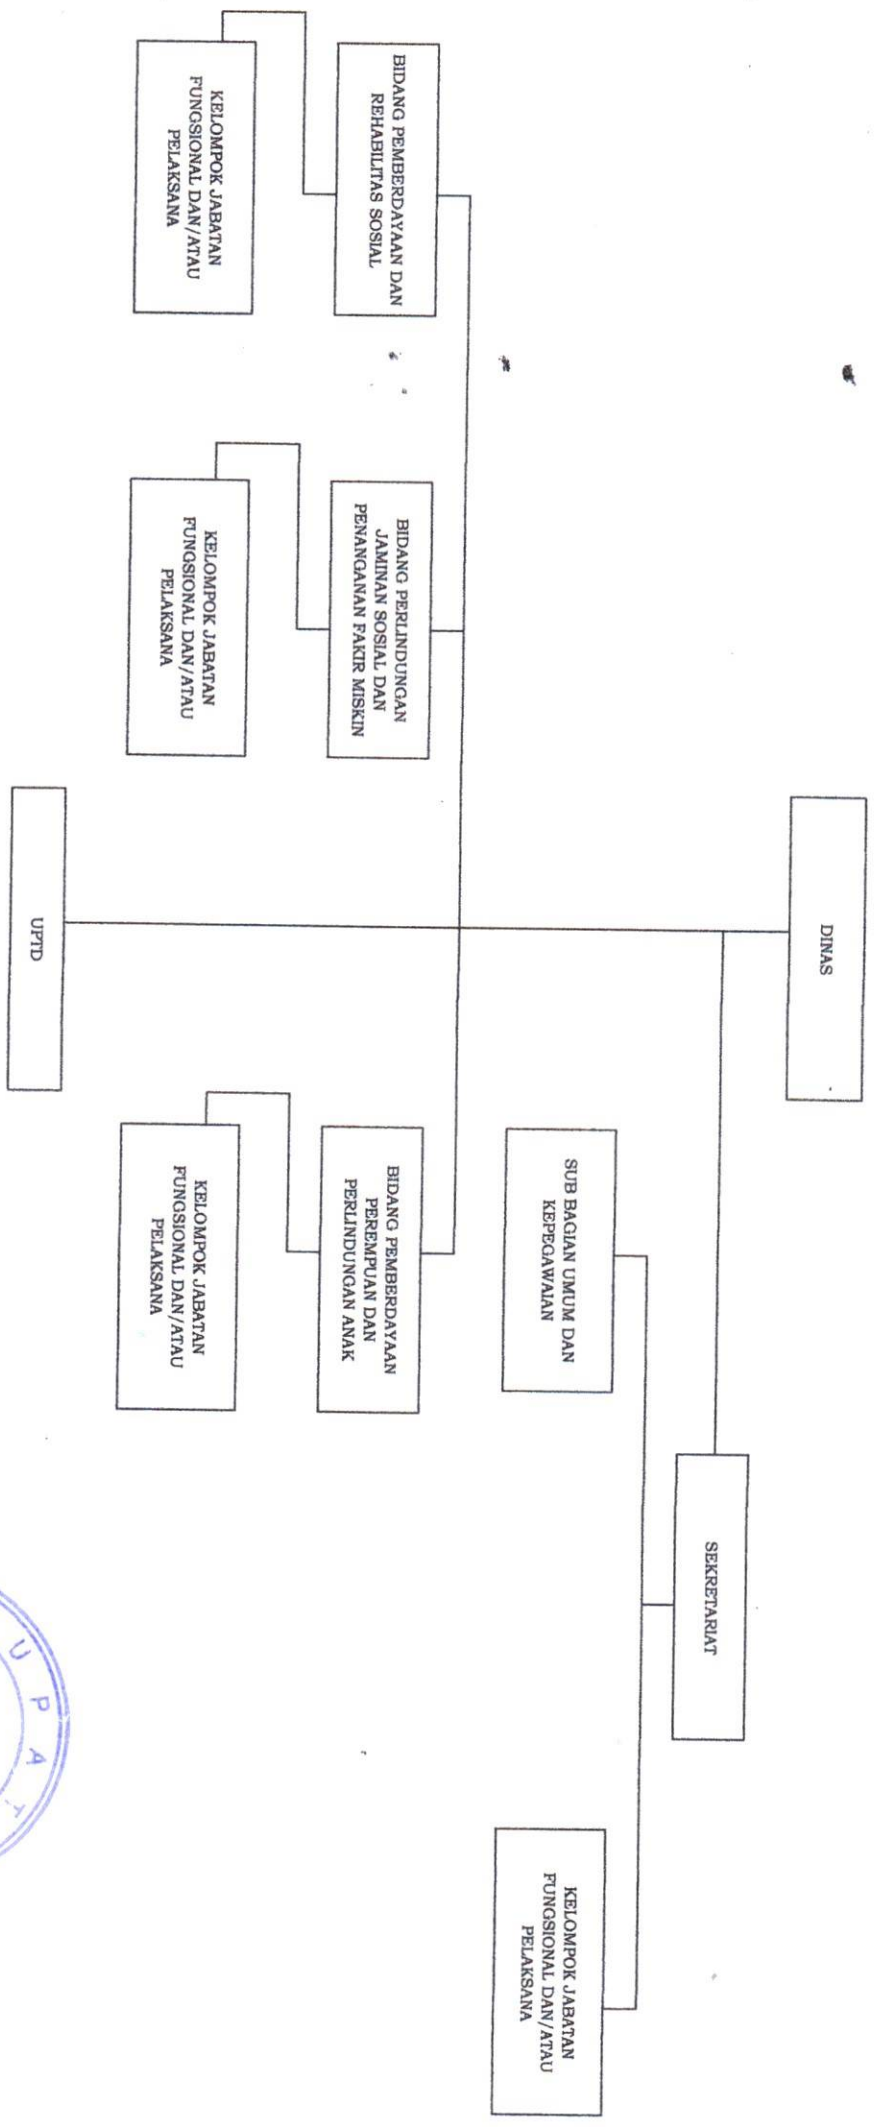 DINAS
SEKRETARIAT
SUB BAGIAN UMUM DAN
KEPEGAWAIAN
KELOMPOK JABATAN
FUNGSIONAL DAN/ATAU
PELAKSANA
BIDANG PEMBERDAYAAN DAN
REHABILITAS SOSIAL
BIDANG PERLINDUNGAN
JAMINAN SOSIAL DAN
PENANGANAN FAKIR MISKIN
BIDANG PEMBERDAYAAN
PEREMPUAN DAN
PERLINDUNGAN ANAK
KELOMPOK JABATAN
FUNGSIONAL DAN/ATAU
PELAKSANA
KELOMPOK JABATAN
FUNGSIONAL DAN/ATAU
PELAKSANA
KELOMPOK JABATAN
FUNGSIONAL DAN/ATAU
PELAKSANA
UPTD
UPAT